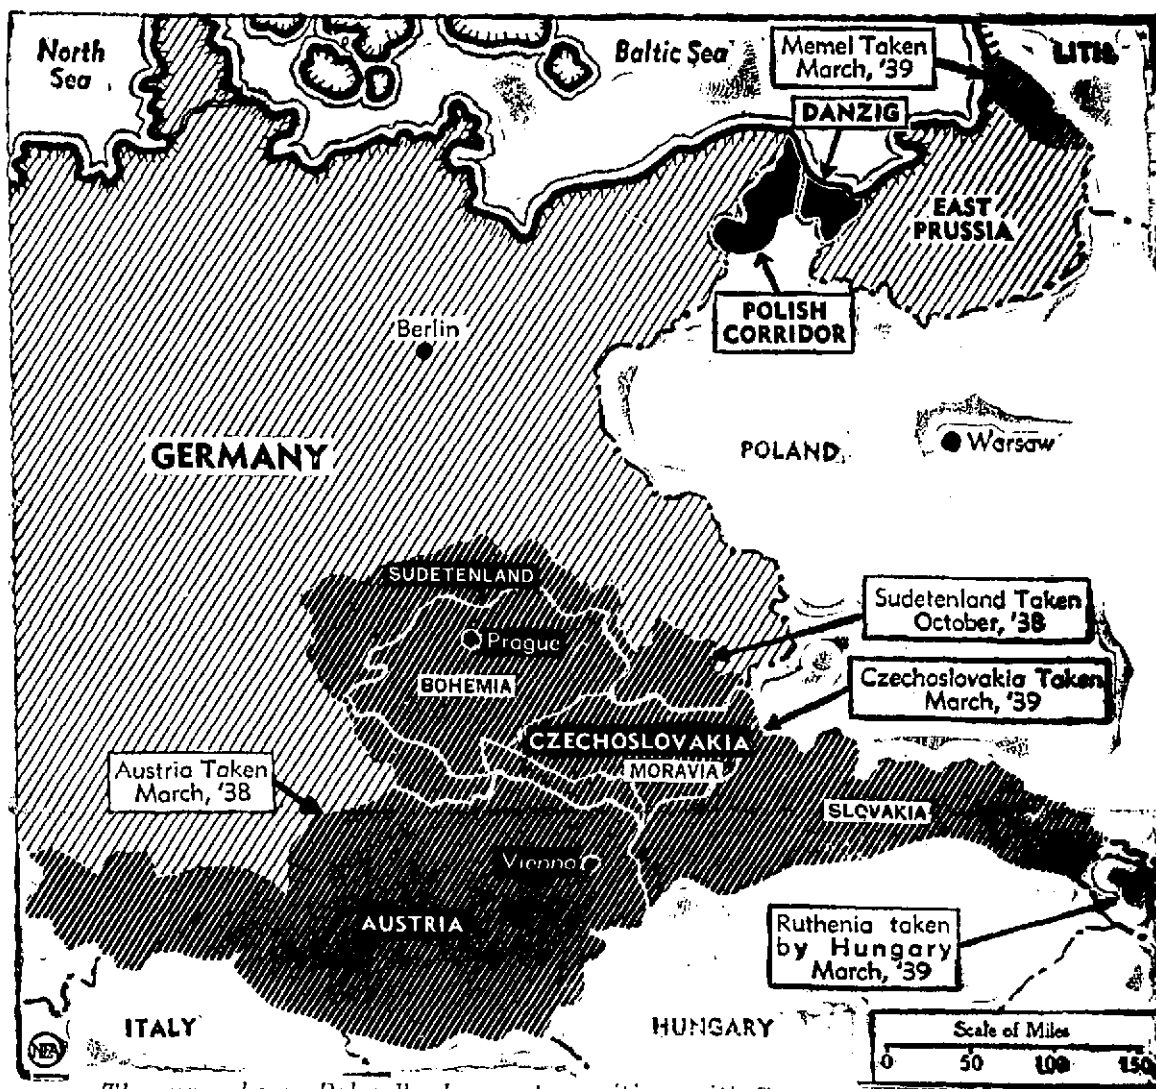 North
Sea
Baltic Sea
Memel Taken
March, '39
LITH.
DANZIG
EAST
PRUSSIA
POLISH
CORRIDOR
Berlin
GERMANY
POLAND
Warsaw
SUDETENLAND
Sudetenland Taken
October, '38
Prague
BOHEMIA
Czechoslovakia Taken
March, '39
CZECHOSLOVAKIA
MORAVIA
Austria Taken
March, '38
SLOVAKIA
Vienna
AUSTRIA
Ruthenia taken
by Hungary
March, '39
ITALY
HUNGARY
NEA
Scale of Miles
0 50 100 150